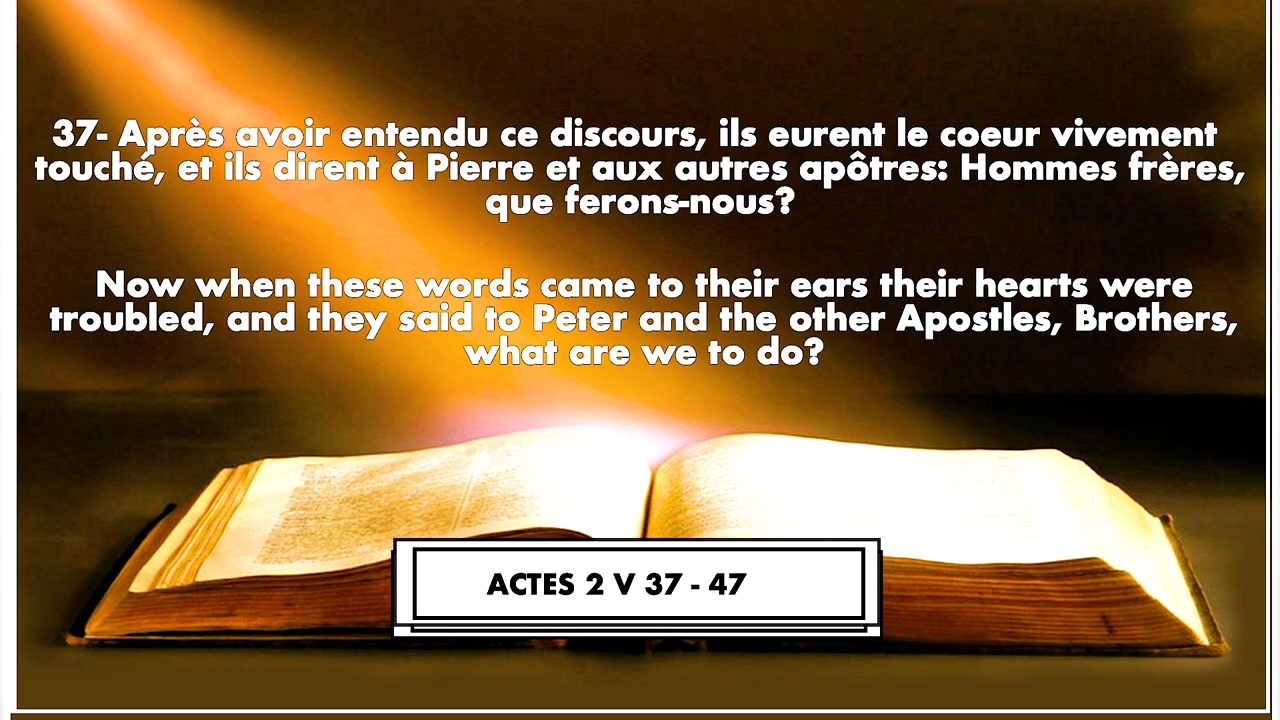 37- Après avoir entendu ce discours, ils eurent le coeur vivement
touché, et ils dirent à Pierre et aux autres apôtres: Hommes frères,
que ferons-nous?
Now when these words came to their ears their hearts were
troubled, and they said to Peter and the other Apostles, Brothers,
what are we to do?
ACTES 2 V 37 - 47